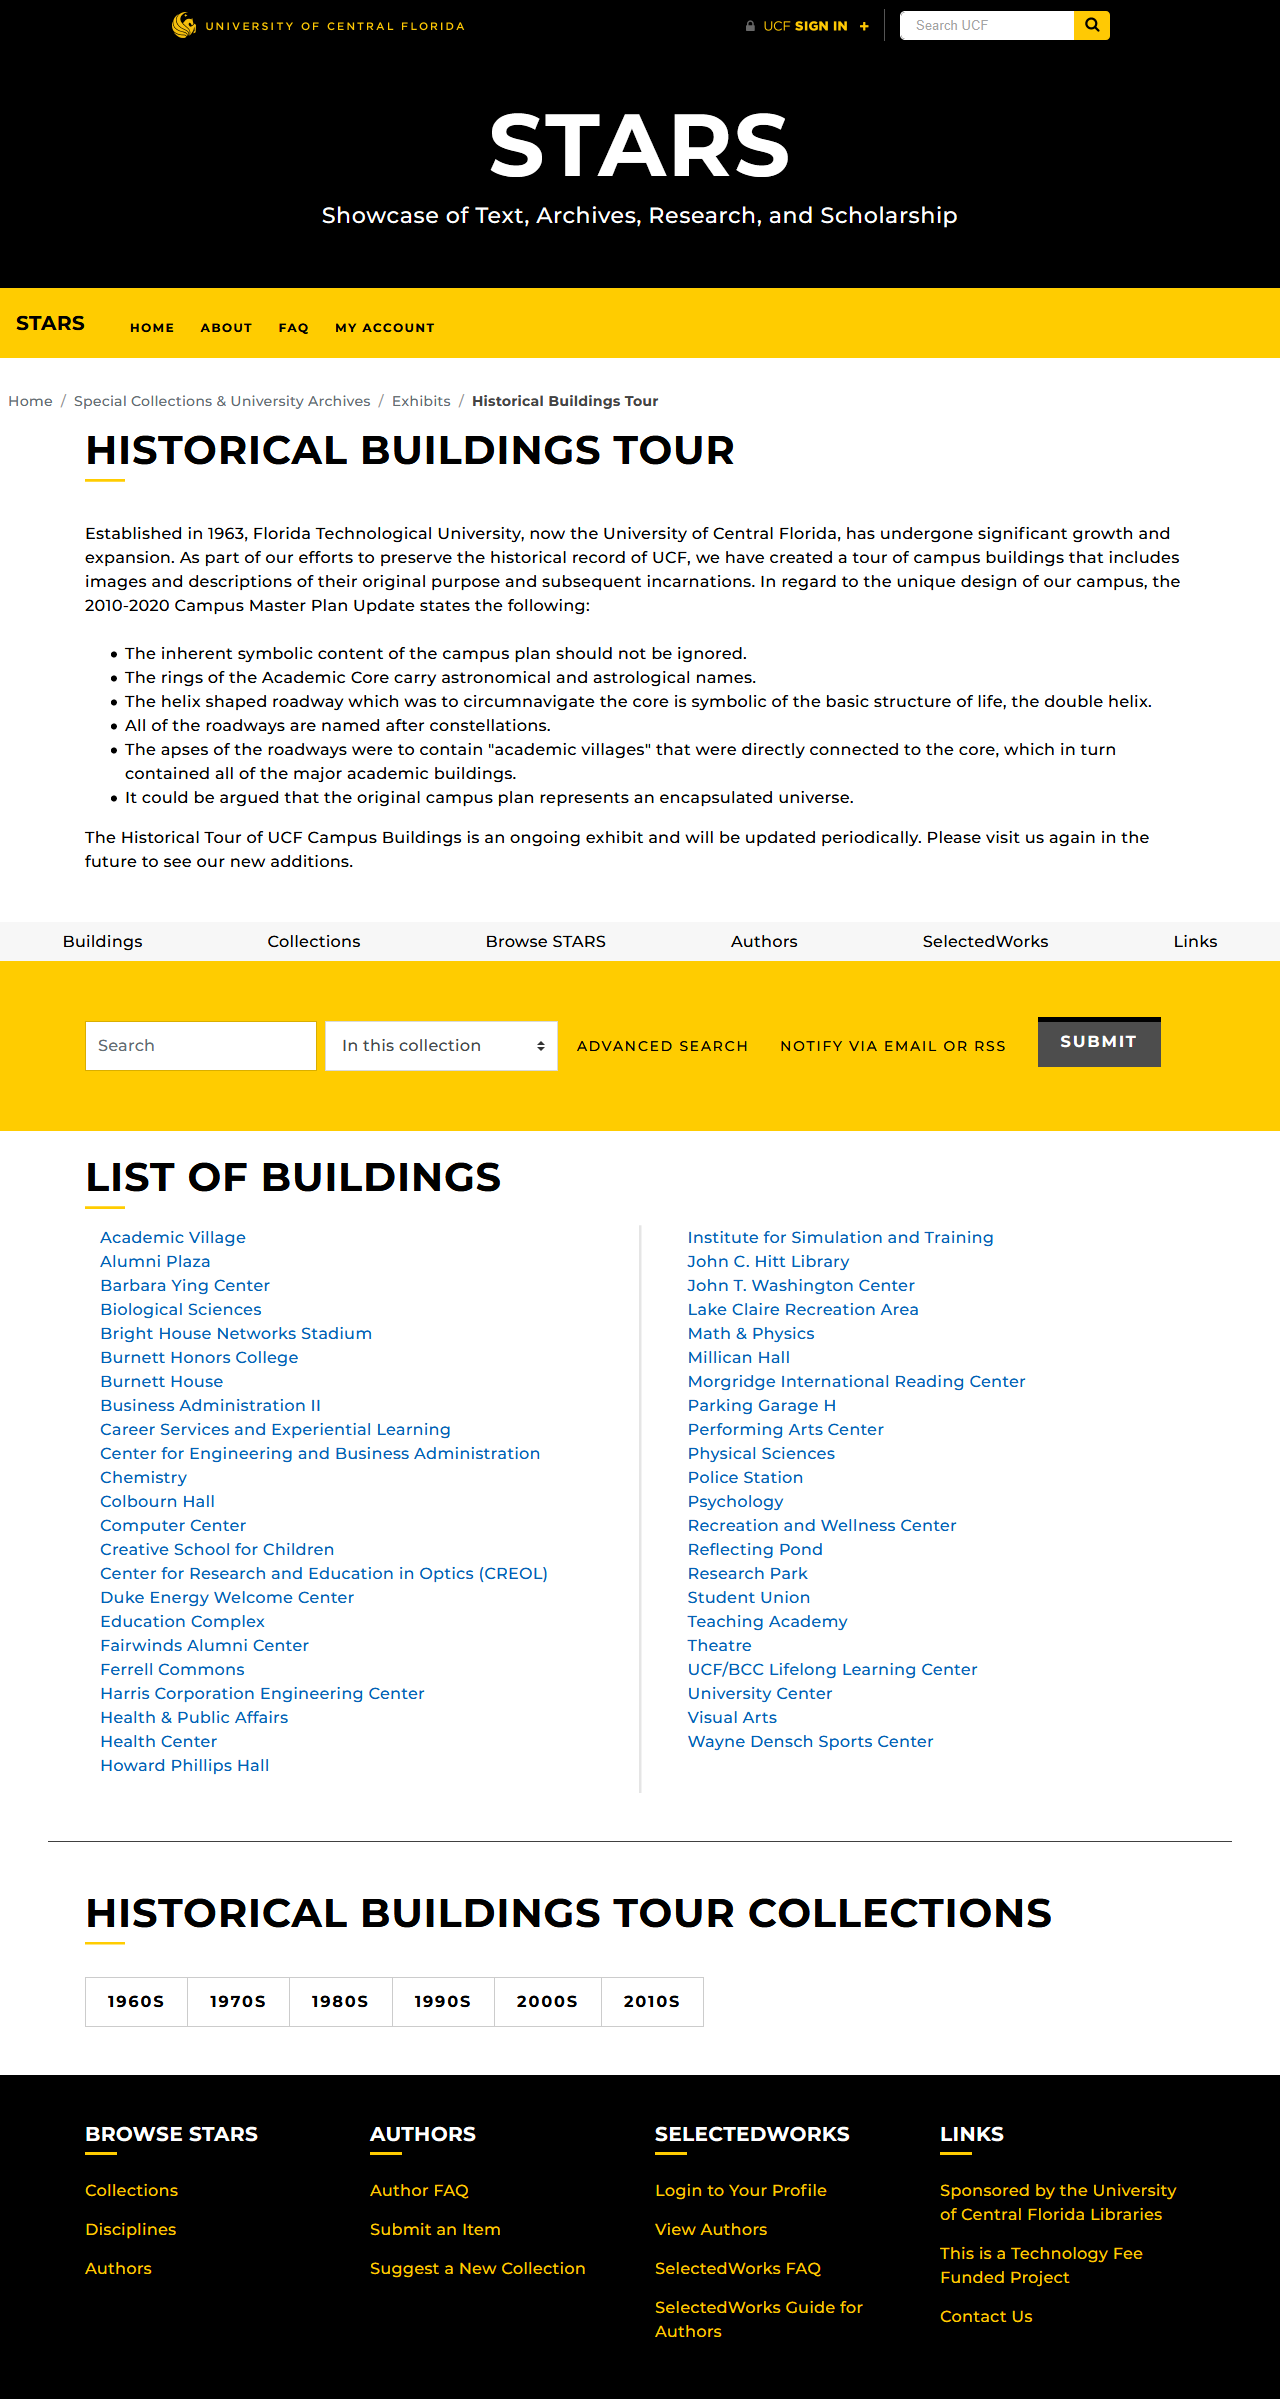 UNIVERSITY OF CENTRAL FLORIDA
UCF SIGN IN +
Search UCF
STARS
Showcase of Text, Archives, Research, and Scholarship
STARS
HOME ABOUT FAQ MY ACCOUNT
Home / Special Collections & University Archives / Exhibits / Historical Buildings Tour
HISTORICAL BUILDINGS TOUR
Established in 1963, Florida Technological University, now the University of Central Florida, has undergone significant growth and
expansion. As part of our efforts to preserve the historical record of UCF, we have created a tour of campus buildings that includes
images and descriptions of their original purpose and subsequent incarnations. In regard to the unique design of our campus, the
2010-2020 Campus Master Plan Update states the following:
• The inherent symbolic content of the campus plan should not be ignored.
• The rings of the Academic Core carry astronomical and astrological names.
• The helix shaped roadway which was to circumnavigate the core is symbolic of the basic structure of life, the double helix.
• All of the roadways are named after constellations.
• The apses of the roadways were to contain "academic villages" that were directly connected to the core, which in turn
contained all of the major academic buildings.
• It could be argued that the original campus plan represents an encapsulated universe.
The Historical Tour of UCF Campus Buildings is an ongoing exhibit and will be updated periodically. Please visit us again in the
future to see our new additions.
Buildings Collections Browse STARS Authors SelectedWorks Links
Search
In this collection
ADVANCED SEARCH
NOTIFY VIA EMAIL OR RSS
SUBMIT
LIST OF BUILDINGS
Academic Village
Alumni Plaza
Barbara Ying Center
Biological Sciences
Bright House Networks Stadium
Burnett Honors College
Burnett House
Business Administration II
Career Services and Experiential Learning
Center for Engineering and Business Administration
Chemistry
Colbourn Hall
Computer Center
Creative School for Children
Center for Research and Education in Optics (CREOL)
Duke Energy Welcome Center
Education Complex
Fairwinds Alumni Center
Ferrell Commons
Harris Corporation Engineering Center
Health & Public Affairs
Health Center
Howard Phillips Hall
Institute for Simulation and Training
John C. Hitt Library
John T. Washington Center
Lake Claire Recreation Area
Math & Physics
Millican Hall
Morgridge International Reading Center
Parking Garage H
Performing Arts Center
Physical Sciences
Police Station
Psychology
Recreation and Wellness Center
Reflecting Pond
Research Park
Student Union
Teaching Academy
Theatre
UCF/BCC Lifelong Learning Center
University Center
Visual Arts
Wayne Densch Sports Center
HISTORICAL BUILDINGS TOUR COLLECTIONS
1960S 1970S 1980S 1990S 2000S 2010S
BROWSE STARS
Collections
Disciplines
Authors
AUTHORS
Author FAQ
Submit an Item
Suggest a New Collection
SELECTEDWORKS
Login to Your Profile
View Authors
SelectedWorks FAQ
SelectedWorks Guide for
Authors
LINKS
Sponsored by the University
of Central Florida Libraries
This is a Technology Fee
Funded Project
Contact Us